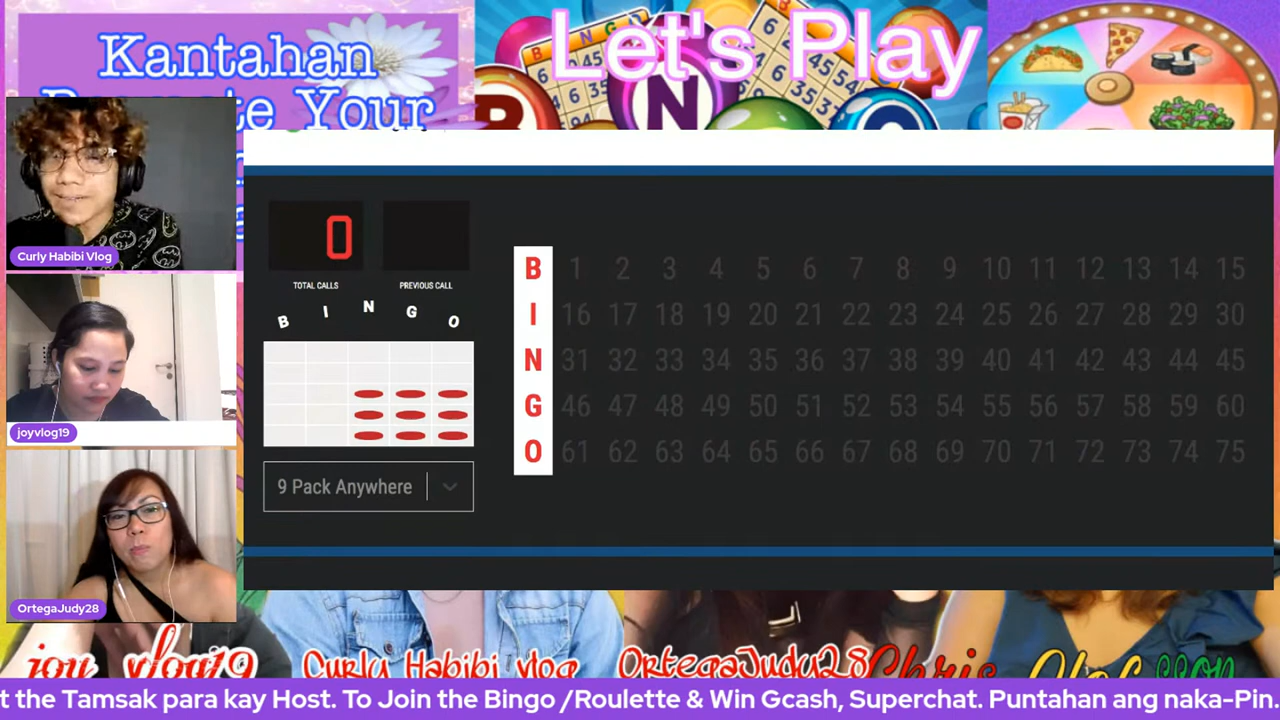 Kantahan
Your
Let's Play
B I N G O
N
Curly Habibi Vlog
joyvlog19
OrtegaJudy28
0
TOTAL CALLS
PREVIOUS CALL
B I N G O
9 Pack Anywhere
B 1 2 3 4 5 6 7 8 9 10 11 12 13 14 15
I 16 17 18 19 20 21 22 23 24 25 26 27 28 29 30
N 31 32 33 34 35 36 37 38 39 40 41 42 43 44 45
G 46 47 48 49 50 51 52 53 54 55 56 57 58 59 60
O 61 62 63 64 65 66 67 68 69 70 71 72 73 74 75
joy vlog19
Curly Habibi vlog
OrtegaJudy28
Chris
t the Tamsak para kay Host. To Join the Bingo /Roulette & Win Gcash, Superchat. Puntahan ang naka-Pin.